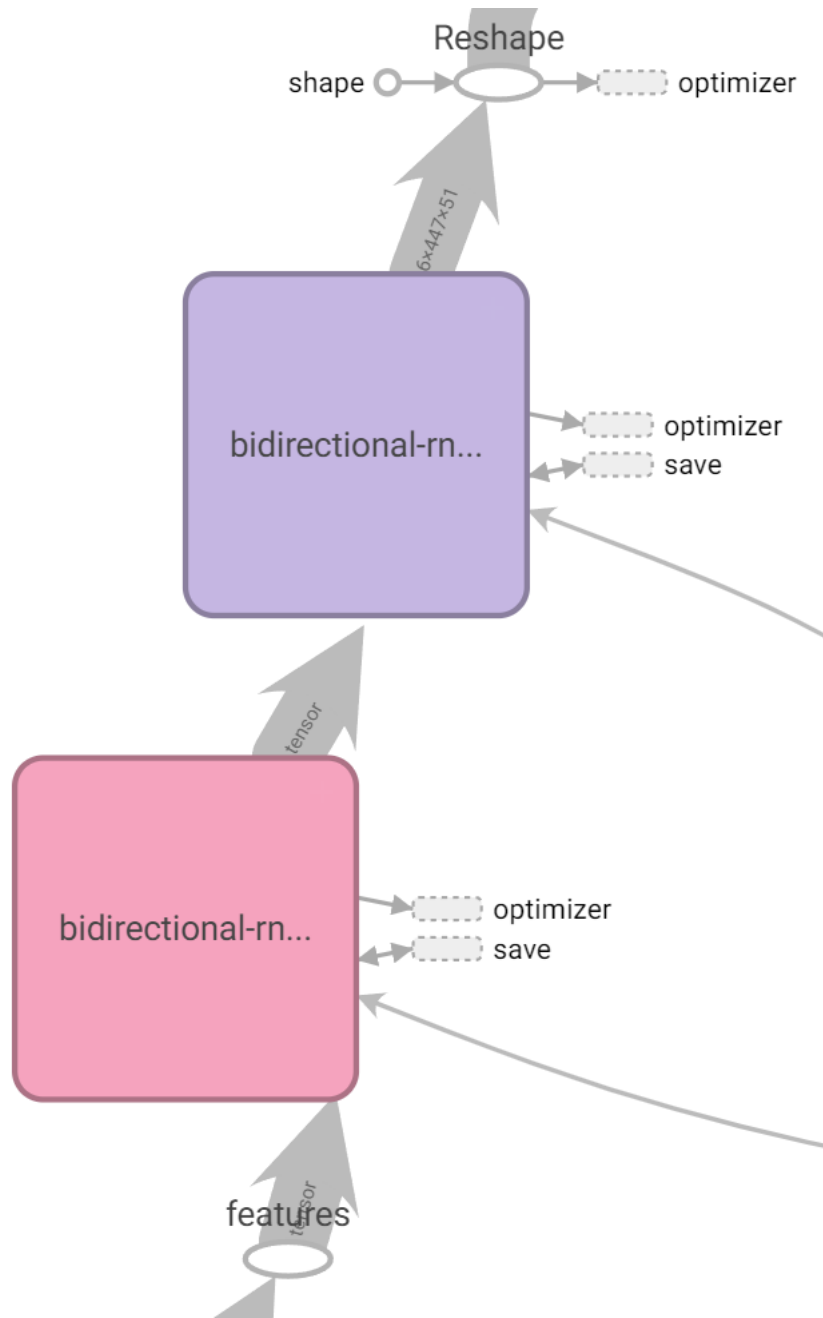 Reshape
shape
optimizer
6×447×51
bidirectional-rn...
optimizer
save
tensor
bidirectional-rn...
optimizer
save
tensor
features